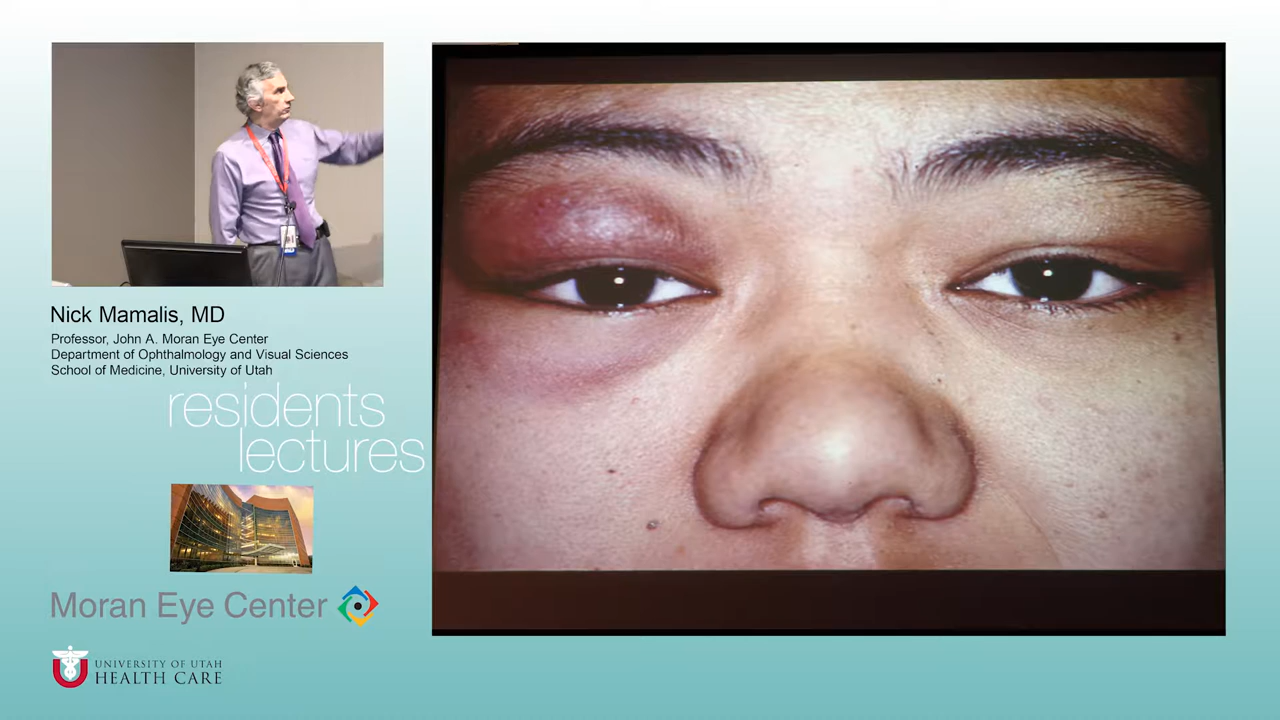 Nick Mamalis, MD
Professor, John A. Moran Eye Center
Department of Ophthalmology and Visual Sciences
School of Medicine, University of Utah
residents
lectures
Moran Eye Center
UNIVERSITY OF UTAH
HEALTH CARE